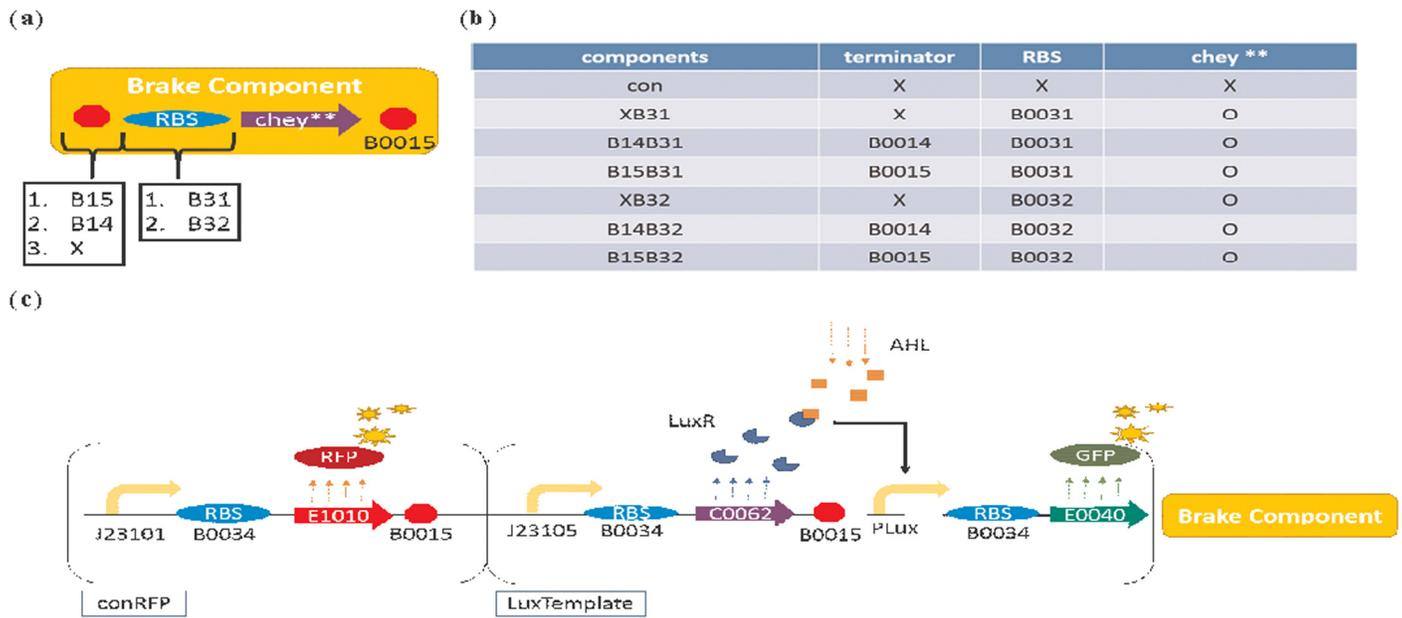 (a)
Brake Component
RBS
chey**
B0015
1. B15
2. B14
3. X
1. B31
2. B32
(b)
components terminator RBS chey **
con X X X
XB31 X B0031 O
B14B31 B0014 B0031 O
B15B31 B0015 B0031 O
XB32 X B0032 O
B14B32 B0014 B0032 O
B15B32 B0015 B0032 O
(c)
AHL
LuxR
RFP
GFP
RBS
E1010
RBS
C0062
RBS
E0040
Brake Component
J23101
B0034
B0015
J23105
B0034
B0015
PLux
B0034
conRFP
LuxTemplate